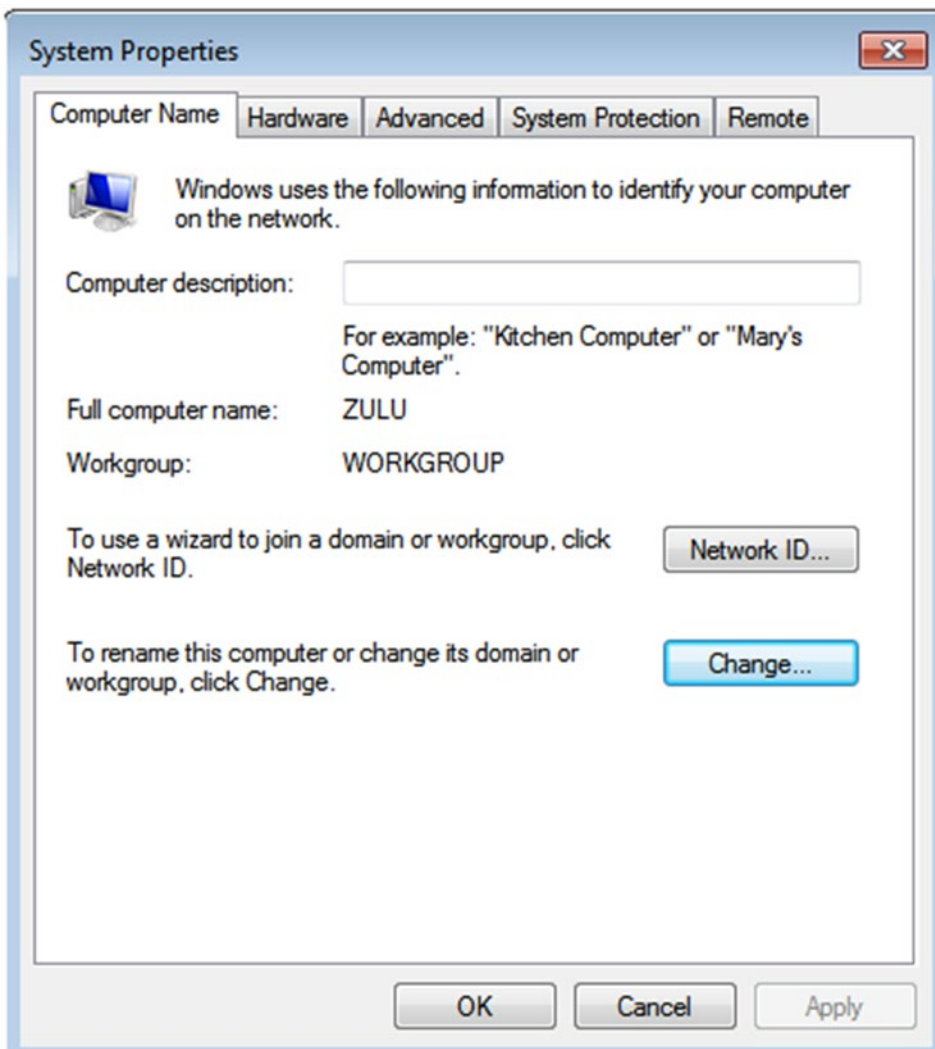 System Properties
Computer Name Hardware Advanced System Protection Remote
Windows uses the following information to identify your computer
on the network.
Computer description:
For example: "Kitchen Computer" or "Mary's
Computer".
Full computer name: ZULU
Workgroup: WORKGROUP
To use a wizard to join a domain or workgroup, click
Network ID.
Network ID...
To rename this computer or change its domain or
workgroup, click Change.
Change...
OK Cancel Apply